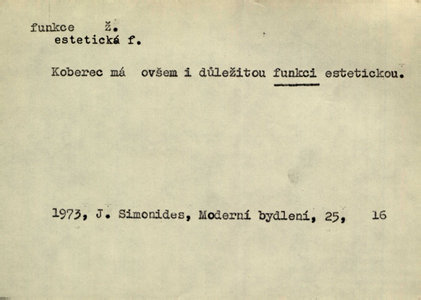 funkce ž.
estetická f.
Koberec má ovšem i důležitou funkci estetickou.
1973, J. Simonides, Moderní bydlení, 25, 16